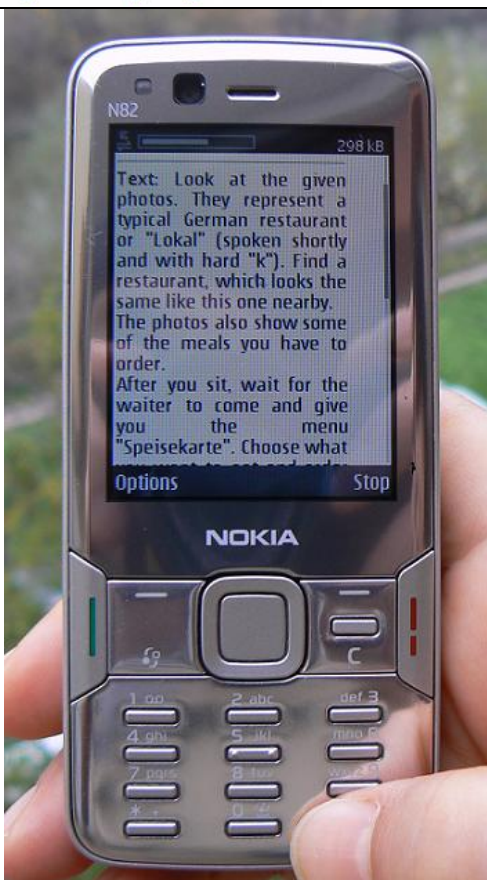 N82
298 kB
Text: Look at the given
photos. They represent a
typical German restaurant
or "Lokal" (spoken shortly
and with hard "k"). Find a
restaurant, which looks the
same like this one nearby.
The photos also show some
of the meals you have to
order.
After you sit, wait for the
waiter to come and give
you the menu
"Speisekarte". Choose what
Options Stop
NOKIA
C
1 oo 2 abc def 3
4 ghi 5 jkl mno
7 pqrs 8 tuv
* +